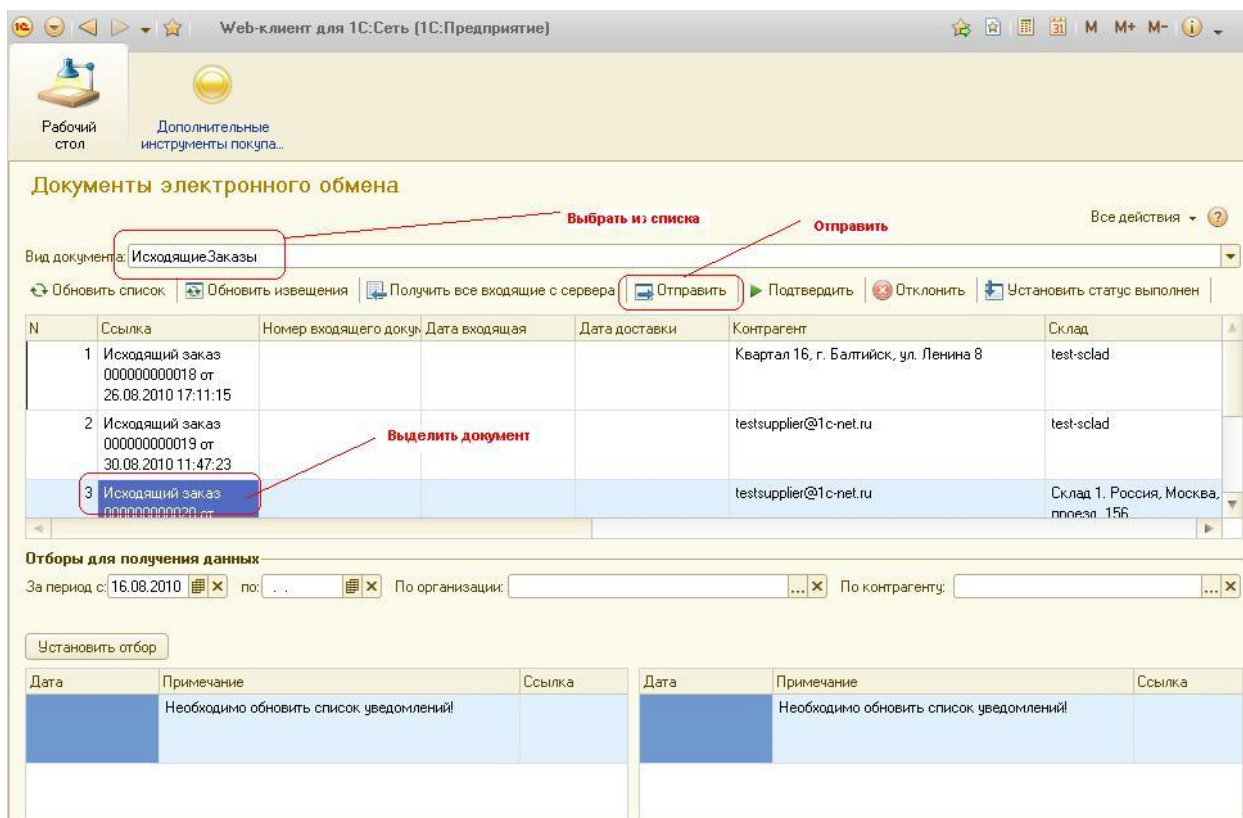 Web-клиент для 1С:Сеть (1С:Предприятие)
M M+ M-
Рабочий
стол
Дополнительные
инструменты покупа...
Документы электронного обмена
Выбрать из списка
Отправить
Все действия
Вид документа: ИсходящиеЗаказы
Обновить список Обновить извещения Получить все входящие с сервера Отправить Подтвердить Отклонить Установить статус выполнен
N Ссылка Номер входящего докум Дата входящая Дата доставки Контрагент Склад
1 Исходящий заказ Квартал 16, г. Балтийск, ул. Ленина 8 test-sclad
000000000018 от
26.08.2010 17:11:15
2 Исходящий заказ testsupplier@1c-net.ru test-sclad
000000000019 от
30.08.2010 11:47:23
Выделить документ
3 Исходящий заказ testsupplier@1c-net.ru Склад 1. Россия, Москва,
000000000020 от проезд, 156
Отборы для получения данных
За период с: 16.08.2010 по: . . По организации: ... По контрагенту: ...
Установить отбор
Дата Примечание Ссылка Дата Примечание Ссылка
Необходимо обновить список уведомлений! Необходимо обновить список уведомлений!